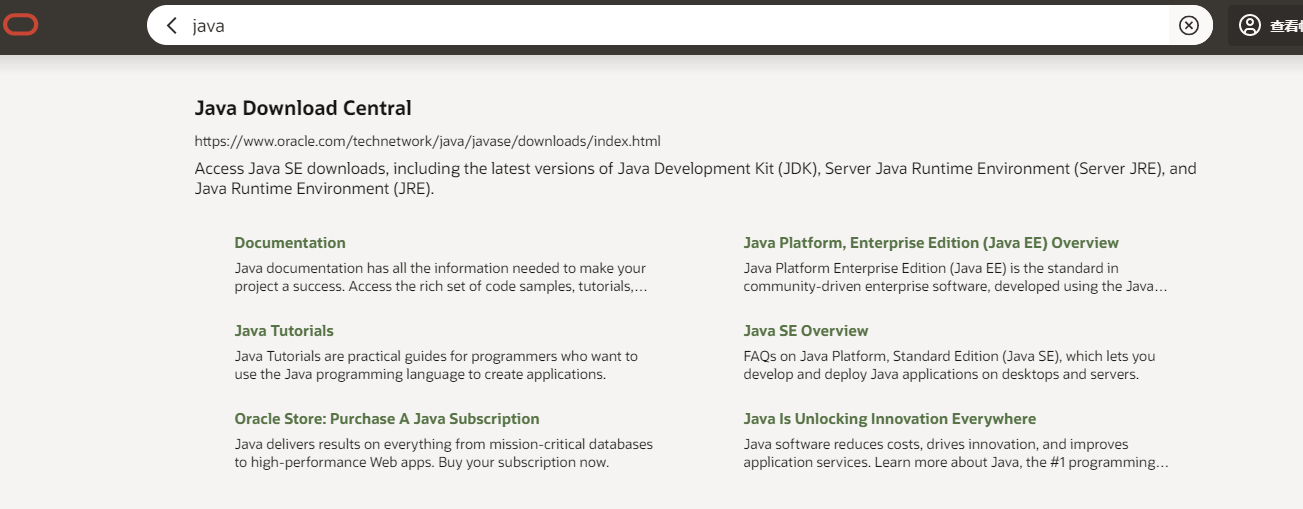 java
查看
Java Download Central
https://www.oracle.com/technetwork/java/javase/downloads/index.html
Access Java SE downloads, including the latest versions of Java Development Kit (JDK), Server Java Runtime Environment (Server JRE), and
Java Runtime Environment (JRE).
Documentation
Java documentation has all the information needed to make your
project a success. Access the rich set of code samples, tutorials,...
Java Platform, Enterprise Edition (Java EE) Overview
Java Platform Enterprise Edition (Java EE) is the standard in
community-driven enterprise software, developed using the Java...
Java Tutorials
Java Tutorials are practical guides for programmers who want to
use the Java programming language to create applications.
Java SE Overview
FAQs on Java Platform, Standard Edition (Java SE), which lets you
develop and deploy Java applications on desktops and servers.
Oracle Store: Purchase A Java Subscription
Java delivers results on everything from mission-critical databases
to high-performance Web apps. Buy your subscription now.
Java Is Unlocking Innovation Everywhere
Java software reduces costs, drives innovation, and improves
application services. Learn more about Java, the #1 programming...